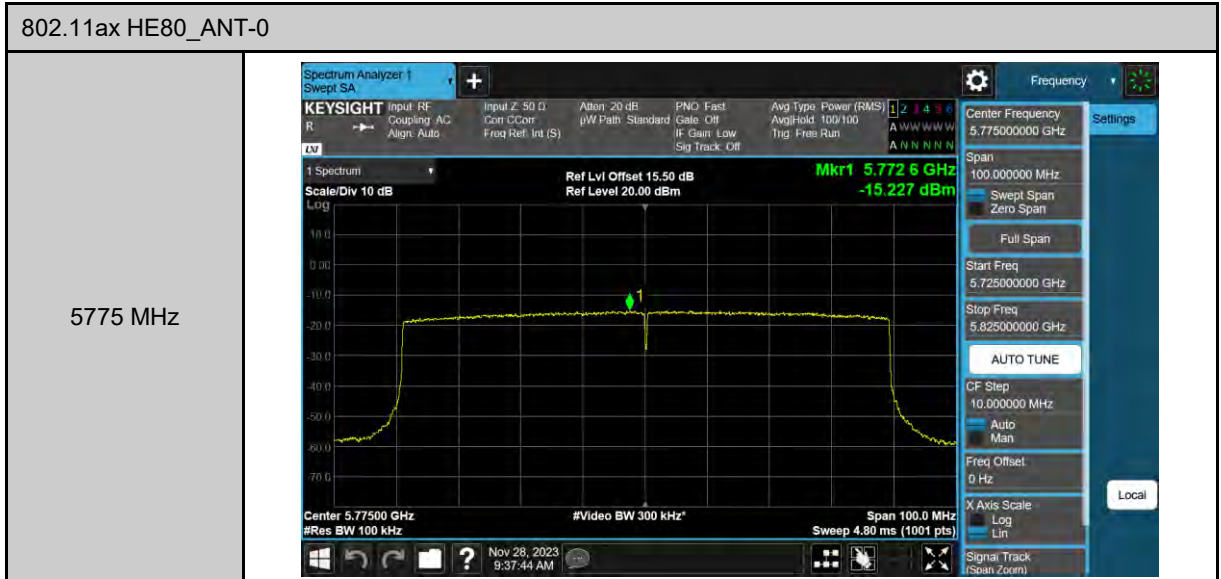 802.11ax HE80_ANT-0
5775 MHz
Spectrum Analyzer 1
Swept SA
+
Frequency
KEYSIGHT
R
LXI
Input: RF
Coupling: AC
Align: Auto
Input Z: 50 Ω
Corr CCorr
Freq Ref: Int (S)
Atten: 20 dB
µW Path: Standard
PNO: Fast
Gate: Off
IF Gain: Low
Sig Track: Off
Avg Type: Power (RMS)
Avg|Hold: 100/100
Trig: Free Run
1 2 3 4 5 6
A W W W W W
A N N N N N
Settings
1 Spectrum
Scale/Div 10 dB
Log
Ref Lvl Offset 15.50 dB
Ref Level 20.00 dBm
Mkr1 5.772 6 GHz
-15.227 dBm
10.0
0.00
-10.0
-20.0
-30.0
-40.0
-50.0
-60.0
-70.0
1
Center 5.77500 GHz
#Res BW 100 kHz
#Video BW 300 kHz*
Span 100.0 MHz
Sweep 4.80 ms (1001 pts)
Center Frequency
5.775000000 GHz
Span
100.000000 MHz
Swept Span
Zero Span
Full Span
Start Freq
5.725000000 GHz
Stop Freq
5.825000000 GHz
AUTO TUNE
CF Step
10.000000 MHz
Auto
Man
Freq Offset
0 Hz
X Axis Scale
Log
Lin
Signal Track
(Span Zoom)
Local
?
Nov 28, 2023
9:37:44 AM